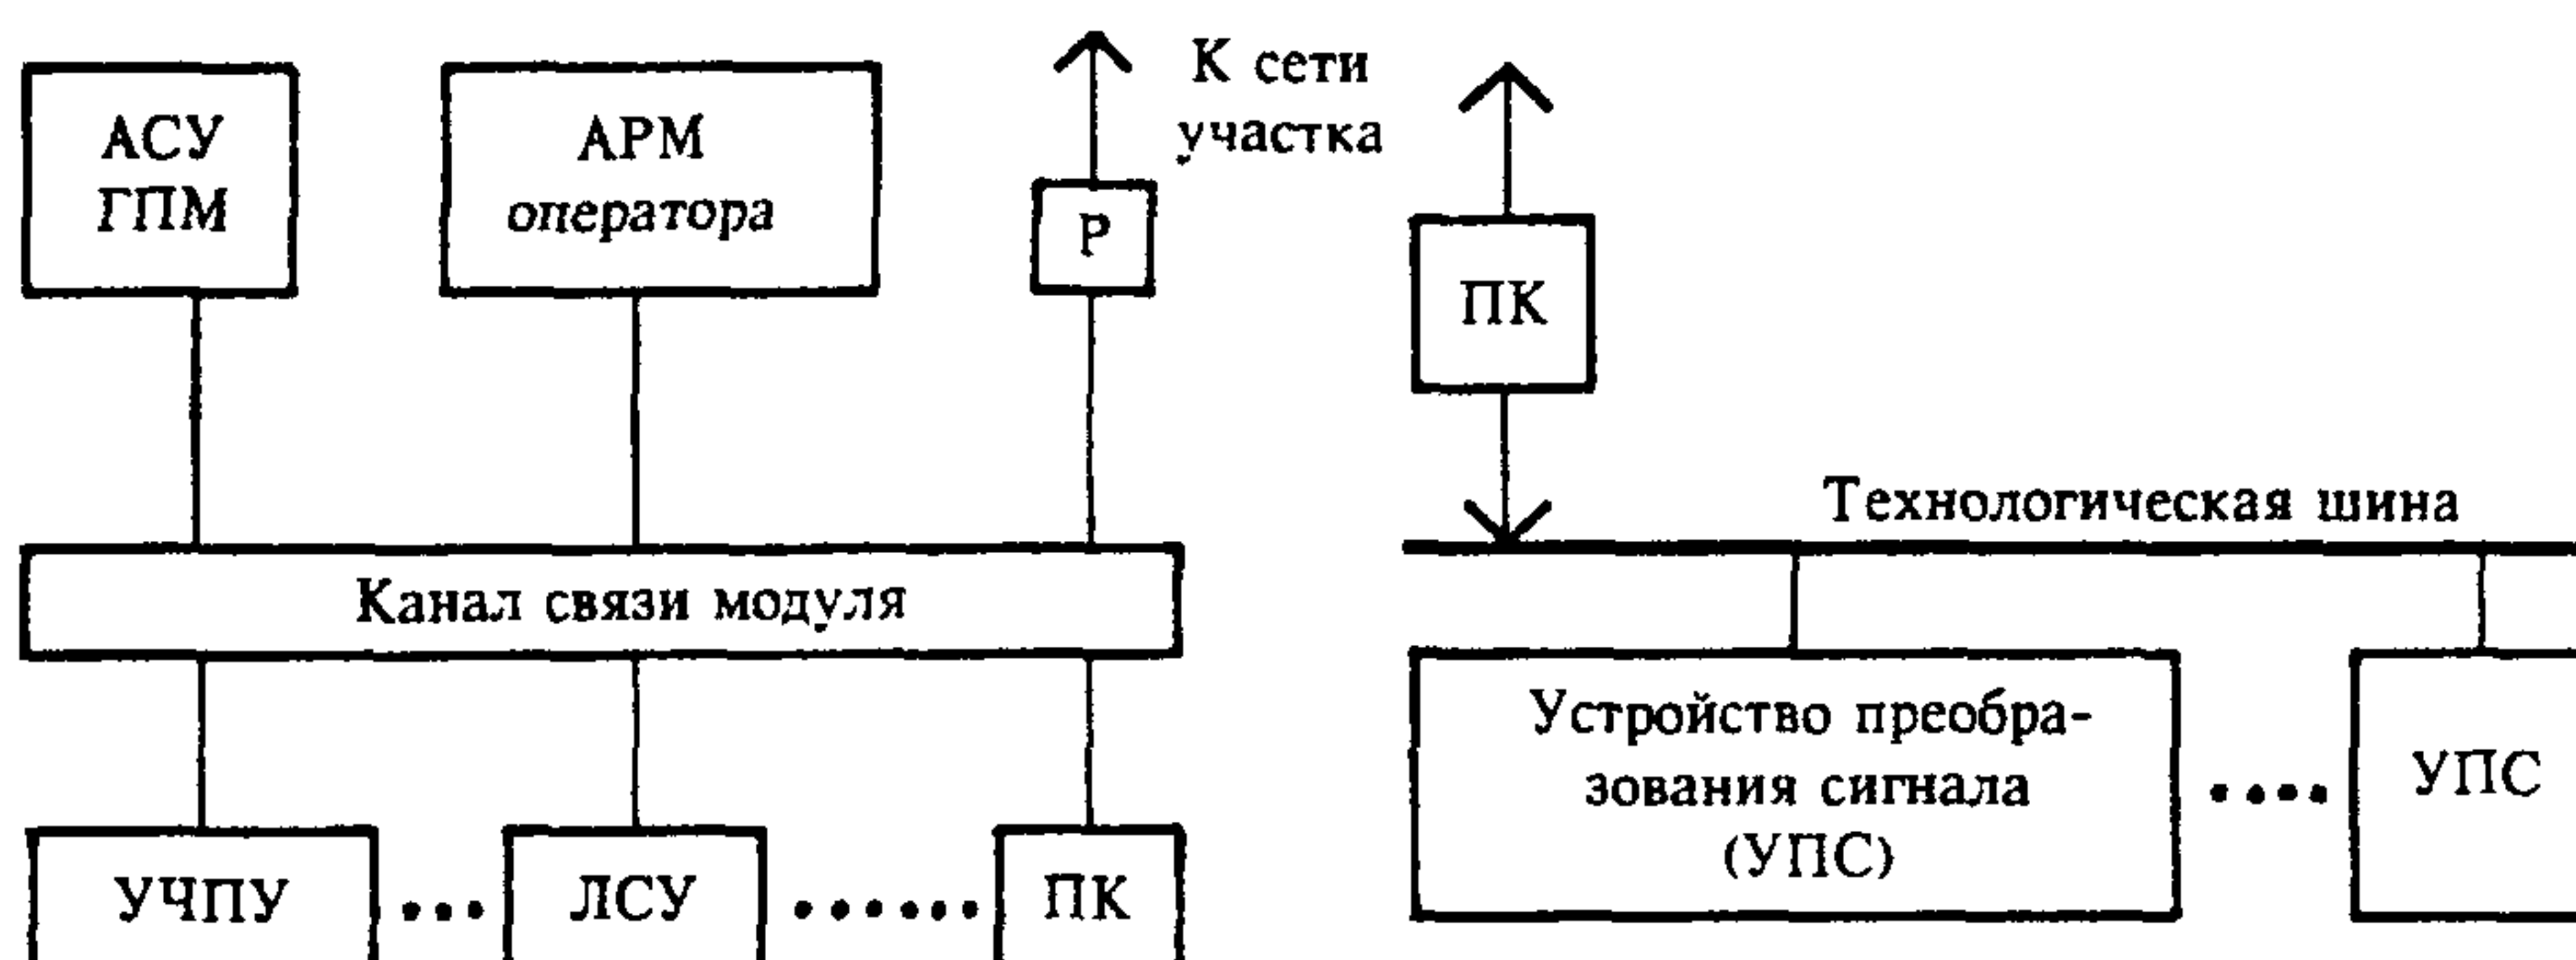 АСУ
ГПМ
АРМ
оператора
Р
К сети
участка
ПК
Канал связи модуля
Технологическая шина
УЧПУ
ЛСУ
ПК
Устройство преобра-
зования сигнала
(УПС)
УПС